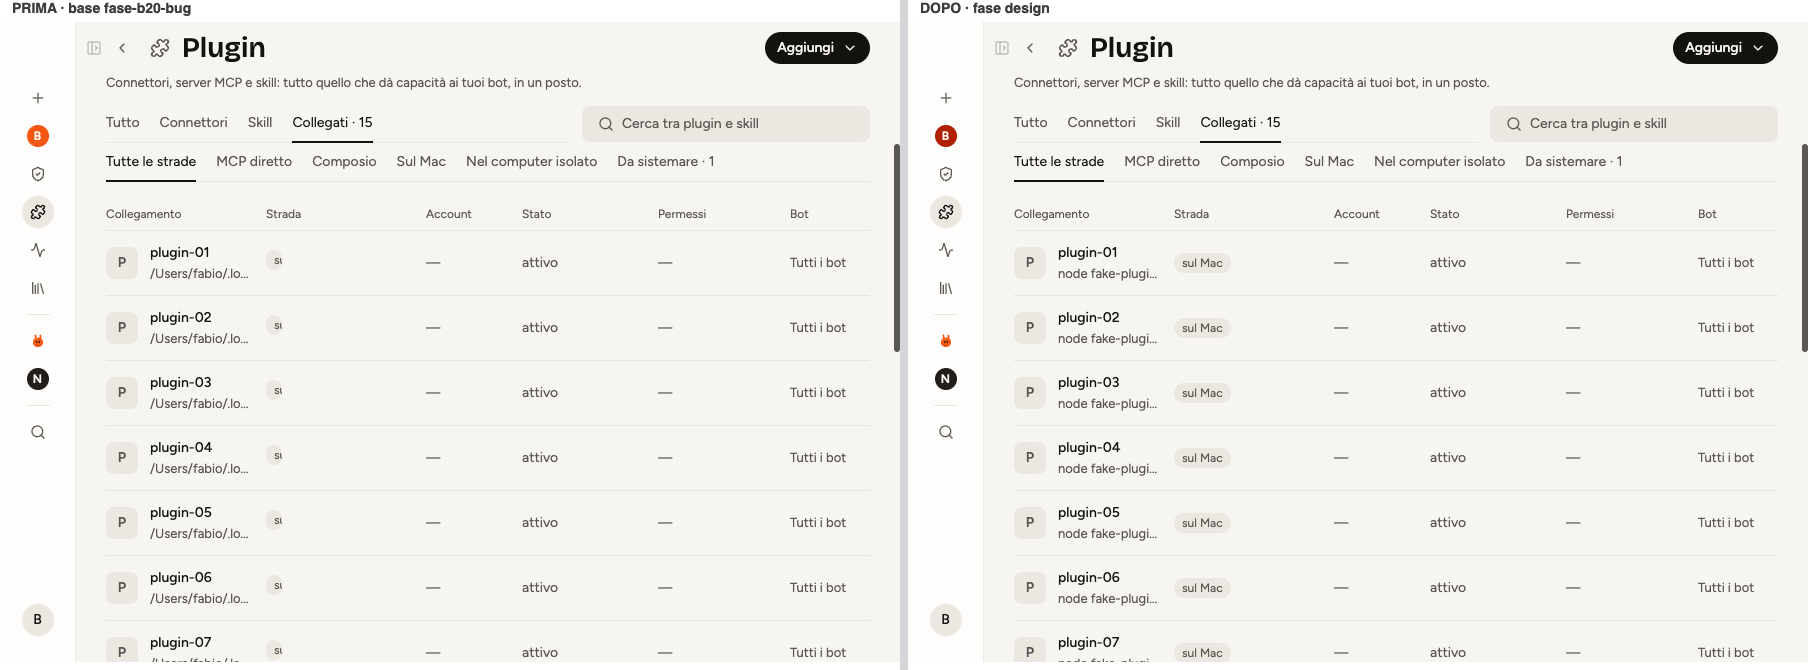 PRIMA · base fase-b20-bug
Plugin
Aggiungi
Connettori, server MCP e skill: tutto quello che dà capacità ai tuoi bot, in un posto.
Tutto Connettori Skill Collegati · 15
Cerca tra plugin e skill
Tutte le strade MCP diretto Composio Sul Mac Nel computer isolato Da sistemare · 1
Collegamento Strada Account Stato Permessi Bot
P plugin-01 — attivo — Tutti i bot
/Users/fabio/.lo...
P plugin-02 — attivo — Tutti i bot
/Users/fabio/.lo...
P plugin-03 — attivo — Tutti i bot
/Users/fabio/.lo...
P plugin-04 — attivo — Tutti i bot
/Users/fabio/.lo...
P plugin-05 — attivo — Tutti i bot
/Users/fabio/.lo...
P plugin-06 — attivo — Tutti i bot
/Users/fabio/.lo...
P plugin-07 — attivo — Tutti i bot
B
N
B
DOPO · fase design
Plugin
Aggiungi
Connettori, server MCP e skill: tutto quello che dà capacità ai tuoi bot, in un posto.
Tutto Connettori Skill Collegati · 15
Cerca tra plugin e skill
Tutte le strade MCP diretto Composio Sul Mac Nel computer isolato Da sistemare · 1
Collegamento Strada Account Stato Permessi Bot
P plugin-01 sul Mac — attivo — Tutti i bot
node fake-plugi...
P plugin-02 sul Mac — attivo — Tutti i bot
node fake-plugi...
P plugin-03 sul Mac — attivo — Tutti i bot
node fake-plugi...
P plugin-04 sul Mac — attivo — Tutti i bot
node fake-plugi...
P plugin-05 sul Mac — attivo — Tutti i bot
node fake-plugi...
P plugin-06 sul Mac — attivo — Tutti i bot
node fake-plugi...
P plugin-07 sul Mac — attivo — Tutti i bot
B
N
B